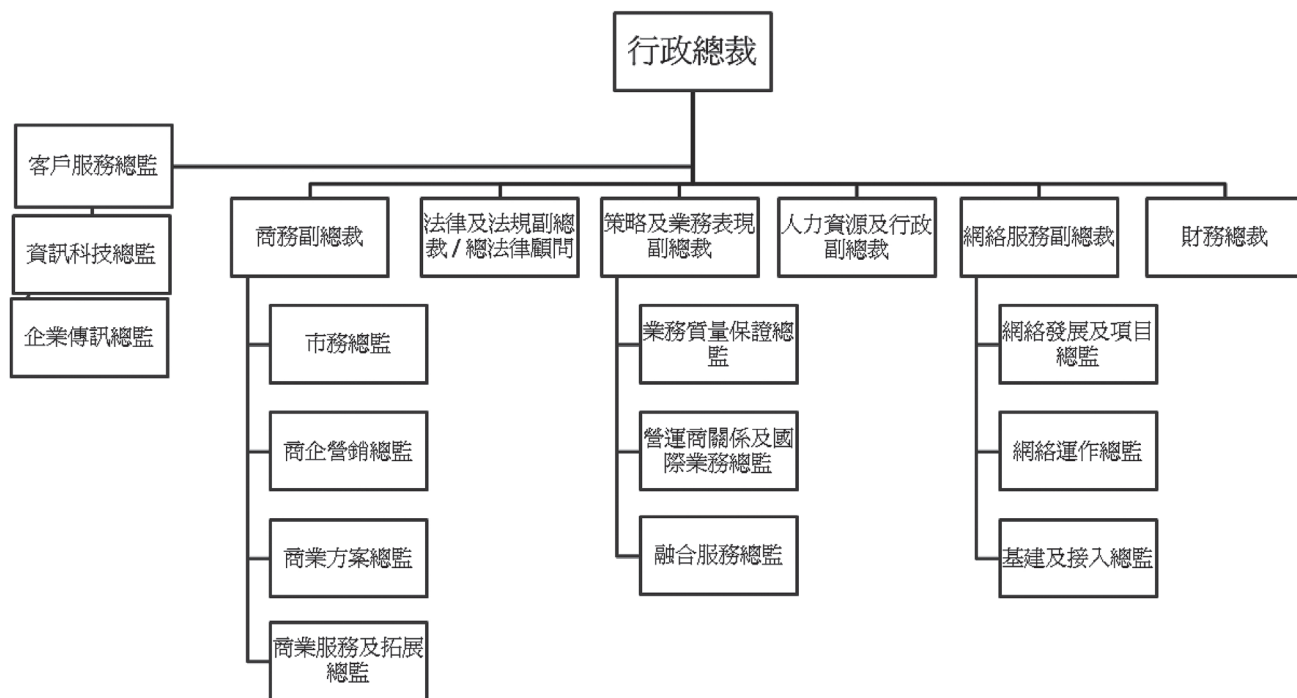 行政總裁
客戶服務總監
資訊科技總監
企業傳訊總監
商務副總裁
法律及法規副總
裁 / 總法律顧問
策略及業務表現
副總裁
人力資源及行政
副總裁
網絡服務副總裁
財務總裁
市務總監
商企營銷總監
商業方案總監
商業服務及拓展
總監
業務質量保證總
監
營運商關係及國
際業務總監
融合服務總監
網絡發展及項目
總監
網絡運作總監
基建及接入總監